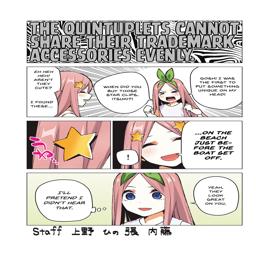 THE QUINTUPLETS CANNOT
SHARE THEIR TRADEMARK
ACCESSORIES EVENLY
EH HEH
HEH! AREN'T
THEY
CUTE?
I FOUND
THESE...
WHEN DID YOU
BUY THOSE
STAR CLIPS,
ITSUKI?!
GOSH! I WAS THE
FIRST TO PUT
SOMETHING UNIQUE
ON MY HEAD!
!
...ON
THE BEACH
JUST BE-
FORE THE
BOAT GET
OFF.
I'LL
PRETEND I
DIDN'T HEAR
THAT.
YEAH,
THEY
LOOK
GREAT
ON YOU.
Staff 上野 ひの 張 内藤